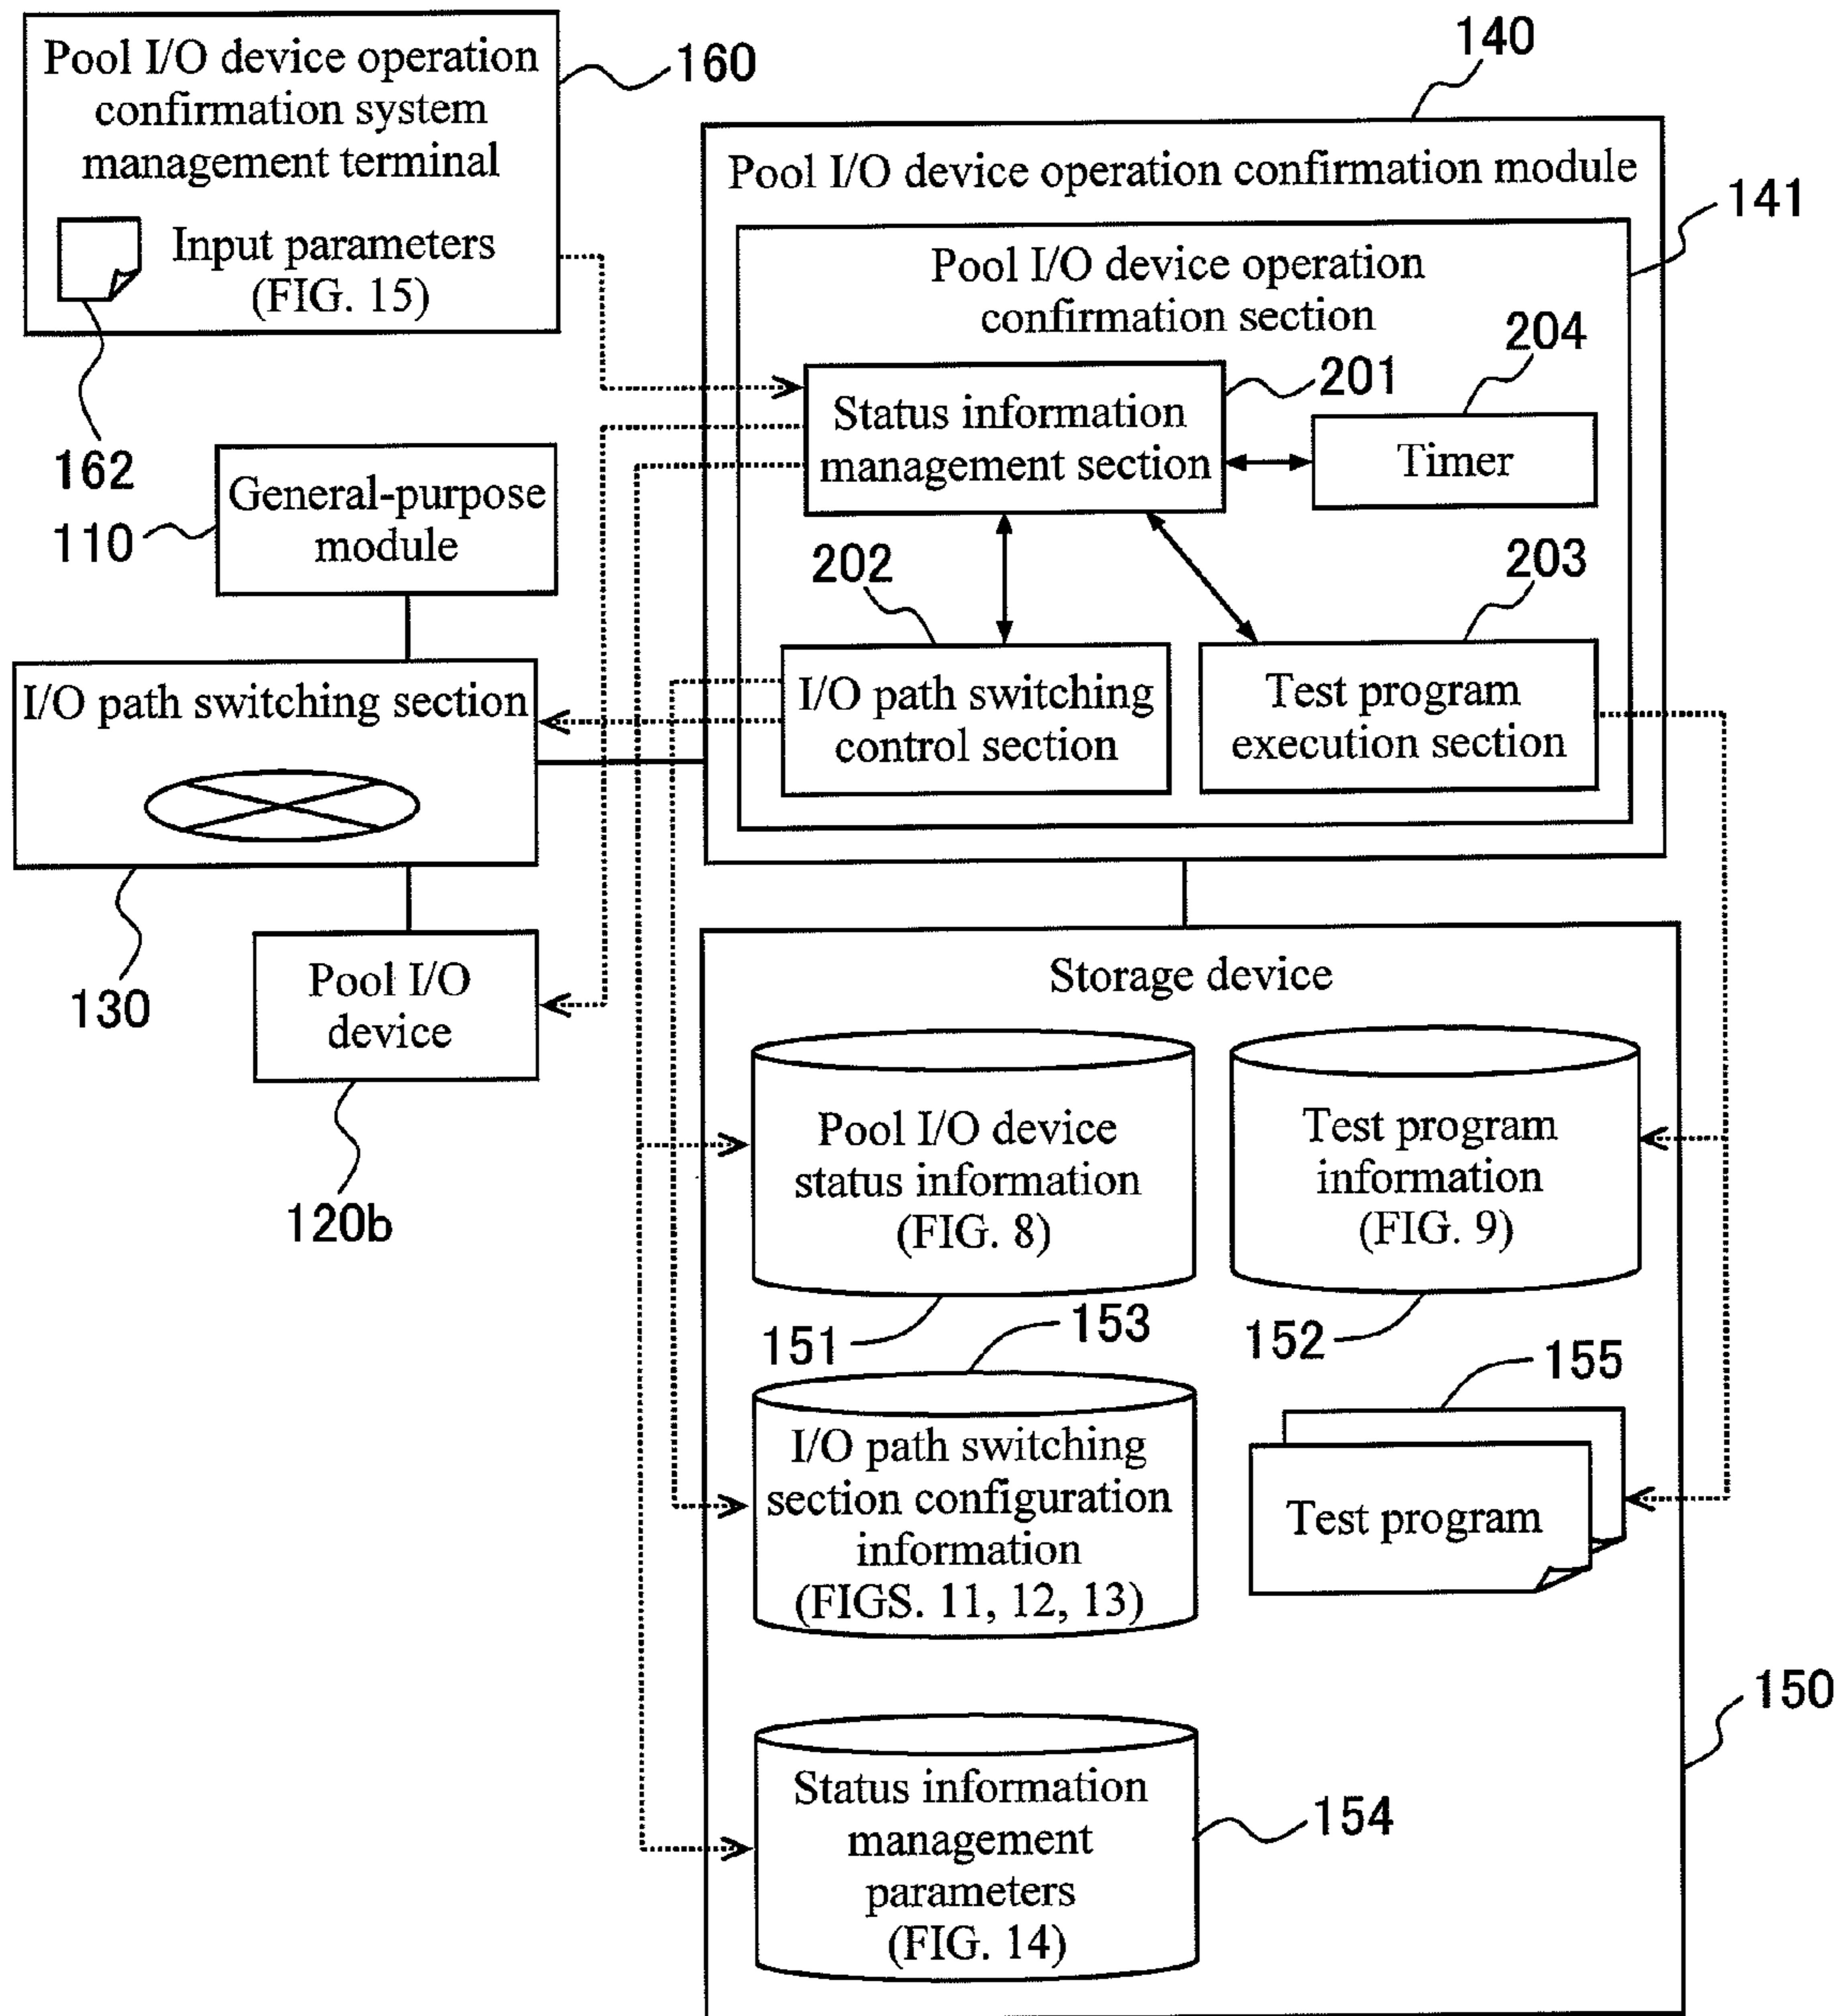 Pool I/O device operation
confirmation system
management terminal
160
Input parameters
(FIG. 15)
162
140
Pool I/O device operation confirmation module
141
Pool I/O device operation
confirmation section
204
201
Status information
management section
Timer
General-purpose
module
110
202
203
I/O path switching section
I/O path switching
control section
Test program
execution section
130
Pool I/O
device
120b
Storage device
Pool I/O device
status information
(FIG. 8)
Test program
information
(FIG. 9)
151
153
152
155
I/O path switching
section configuration
information
(FIGS. 11, 12, 13)
Test program
150
Status information
management
parameters
(FIG. 14)
154